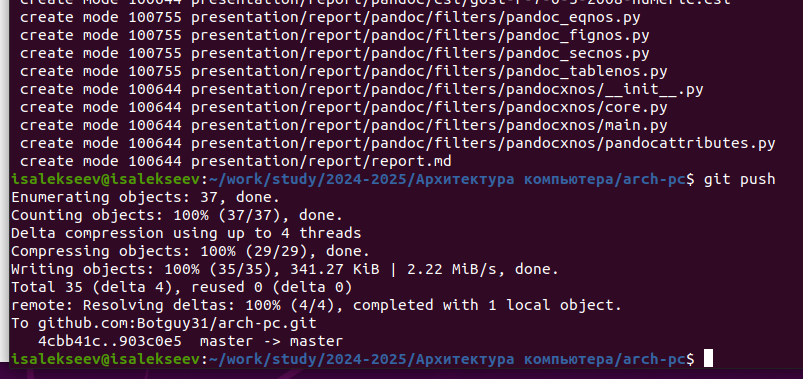 create mode 100644 presentation/report/pandoc/csl/gost-r-7-0-5-2008-numeric.csl
create mode 100755 presentation/report/pandoc/filters/pandoc_eqnos.py
create mode 100755 presentation/report/pandoc/filters/pandoc_fignos.py
create mode 100755 presentation/report/pandoc/filters/pandoc_secnos.py
create mode 100755 presentation/report/pandoc/filters/pandoc_tablenos.py
create mode 100644 presentation/report/pandoc/filters/pandocxnos/__init__.py
create mode 100644 presentation/report/pandoc/filters/pandocxnos/core.py
create mode 100644 presentation/report/pandoc/filters/pandocxnos/main.py
create mode 100644 presentation/report/pandoc/filters/pandocxnos/pandocattributes.py
create mode 100644 presentation/report/report.md
isalekseev@isalekseev:~/work/study/2024-2025/Архитектура компьютера/arch-pc$ git push
Enumerating objects: 37, done.
Counting objects: 100% (37/37), done.
Delta compression using up to 4 threads
Compressing objects: 100% (29/29), done.
Writing objects: 100% (35/35), 341.27 KiB | 2.22 MiB/s, done.
Total 35 (delta 4), reused 0 (delta 0)
remote: Resolving deltas: 100% (4/4), completed with 1 local object.
To github.com:Botguy31/arch-pc.git
4cbb41c..903c0e5  master -> master
isalekseev@isalekseev:~/work/study/2024-2025/Архитектура компьютера/arch-pc$